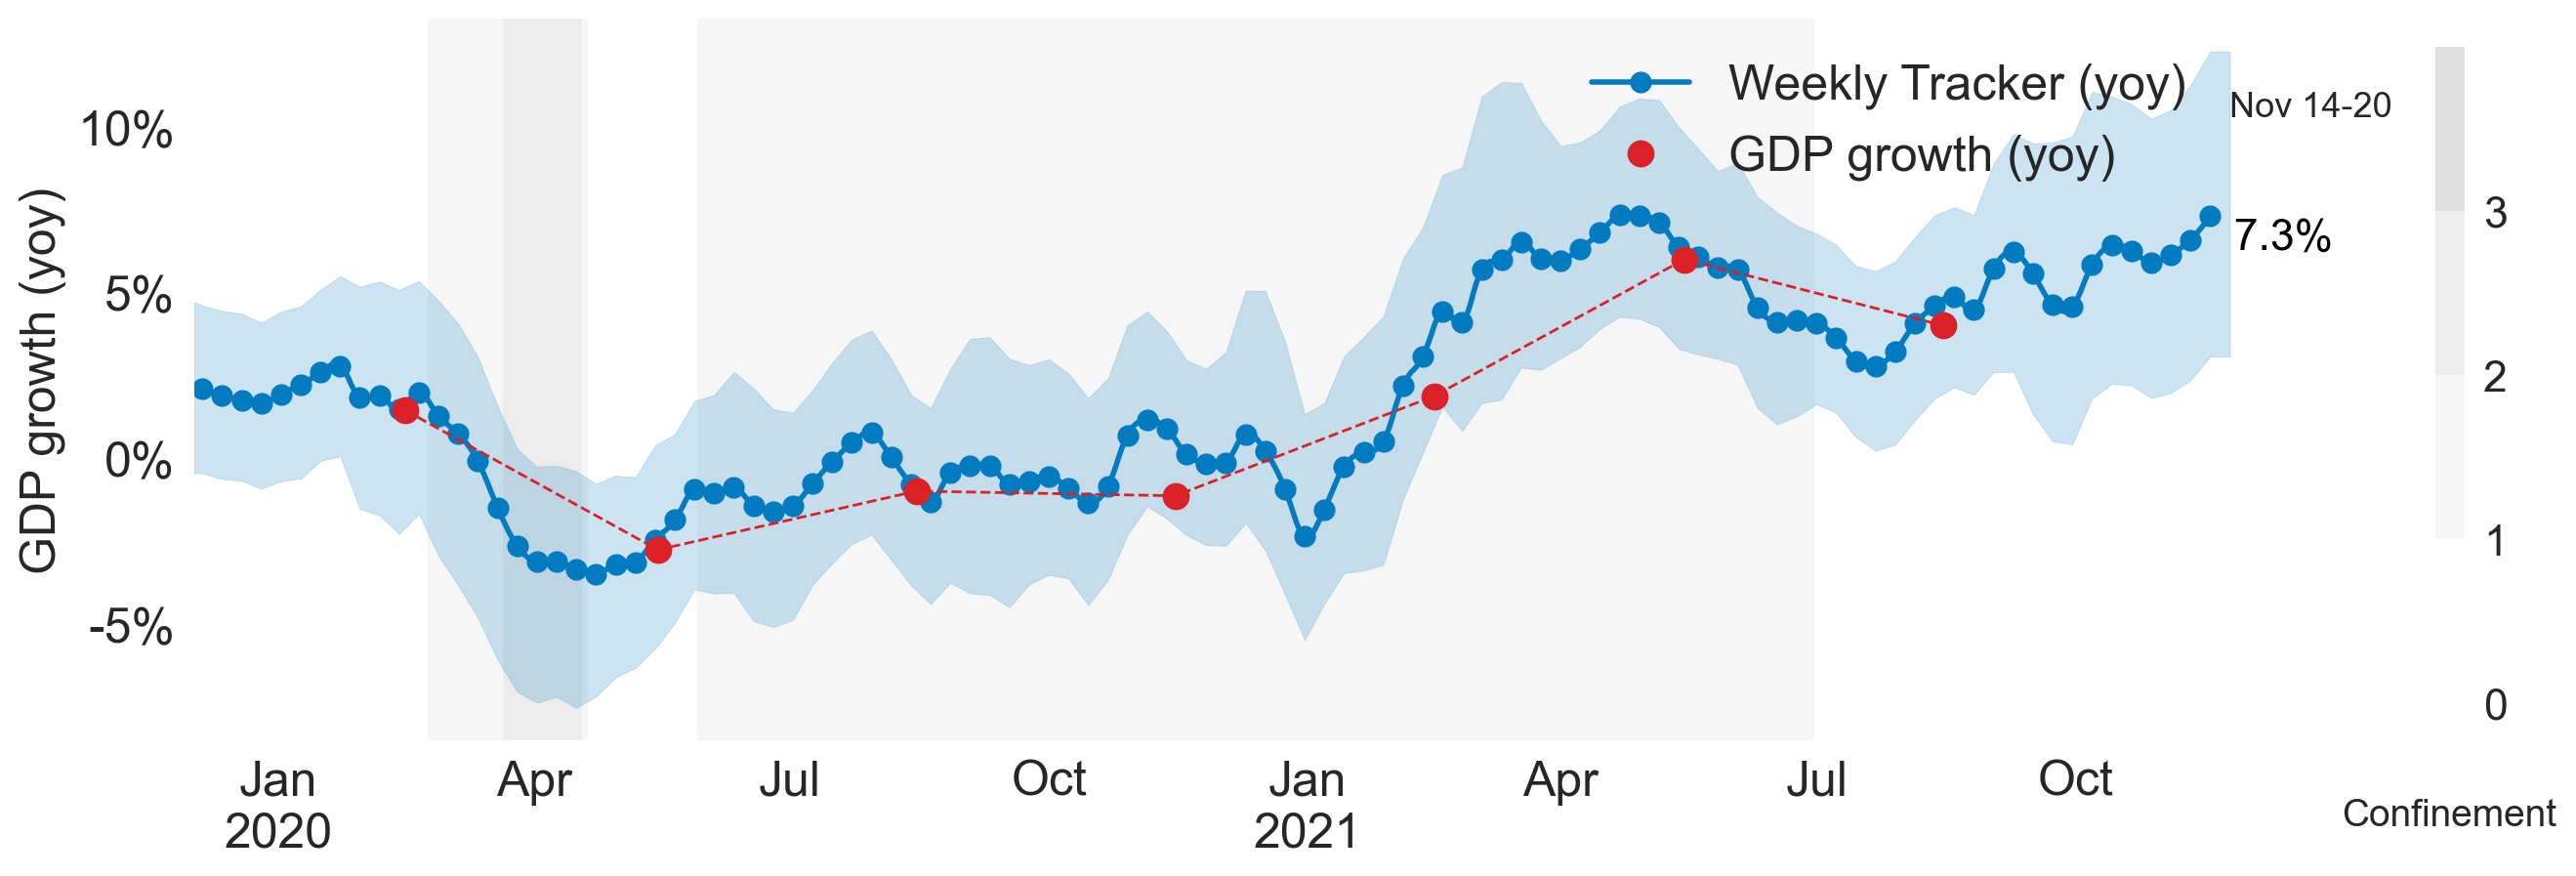 Weekly Tracker (yoy)
GDP growth (yoy)
Nov 14-20
7.3%
GDP growth (yoy)
10%
5%
0%
-5%
Jan
2020
Apr
Jul
Oct
Jan
2021
Apr
Jul
Oct
3
2
1
0
Confinement